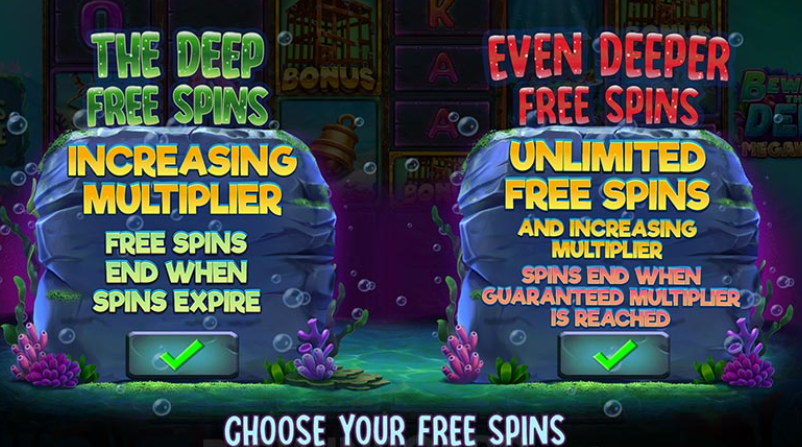 THE DEEP
FREE SPINS
INCREASING
MULTIPLIER
FREE SPINS
END WHEN
SPINS EXPIRE
EVEN DEEPER
FREE SPINS
UNLIMITED
FREE SPINS
AND INCREASING
MULTIPLIER
SPINS END WHEN
GUARANTEED MULTIPLIER
IS REACHED
CHOOSE YOUR FREE SPINS
Q
BONUS
K
A
A
BONUS